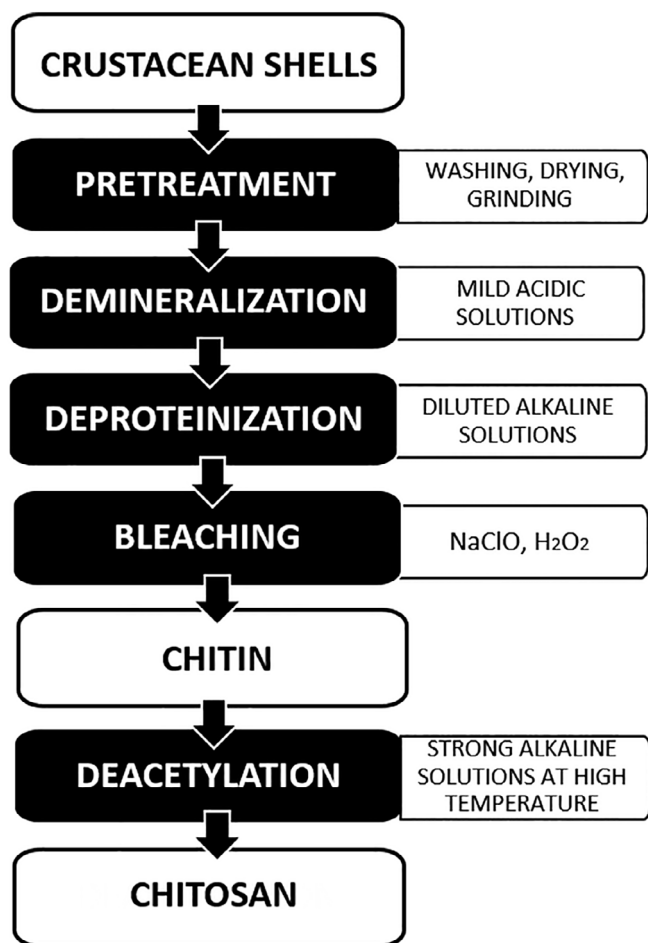 CRUSTACEAN SHELLS
PRETREATMENT
WASHING, DRYING,
GRINDING
DEMINERALIZATION
MILD ACIDIC
SOLUTIONS
DEPROTEINIZATION
DILUTED ALKALINE
SOLUTIONS
BLEACHING
NaClO, H₂O₂
CHITIN
DEACETYLATION
STRONG ALKALINE
SOLUTIONS AT HIGH
TEMPERATURE
CHITOSAN